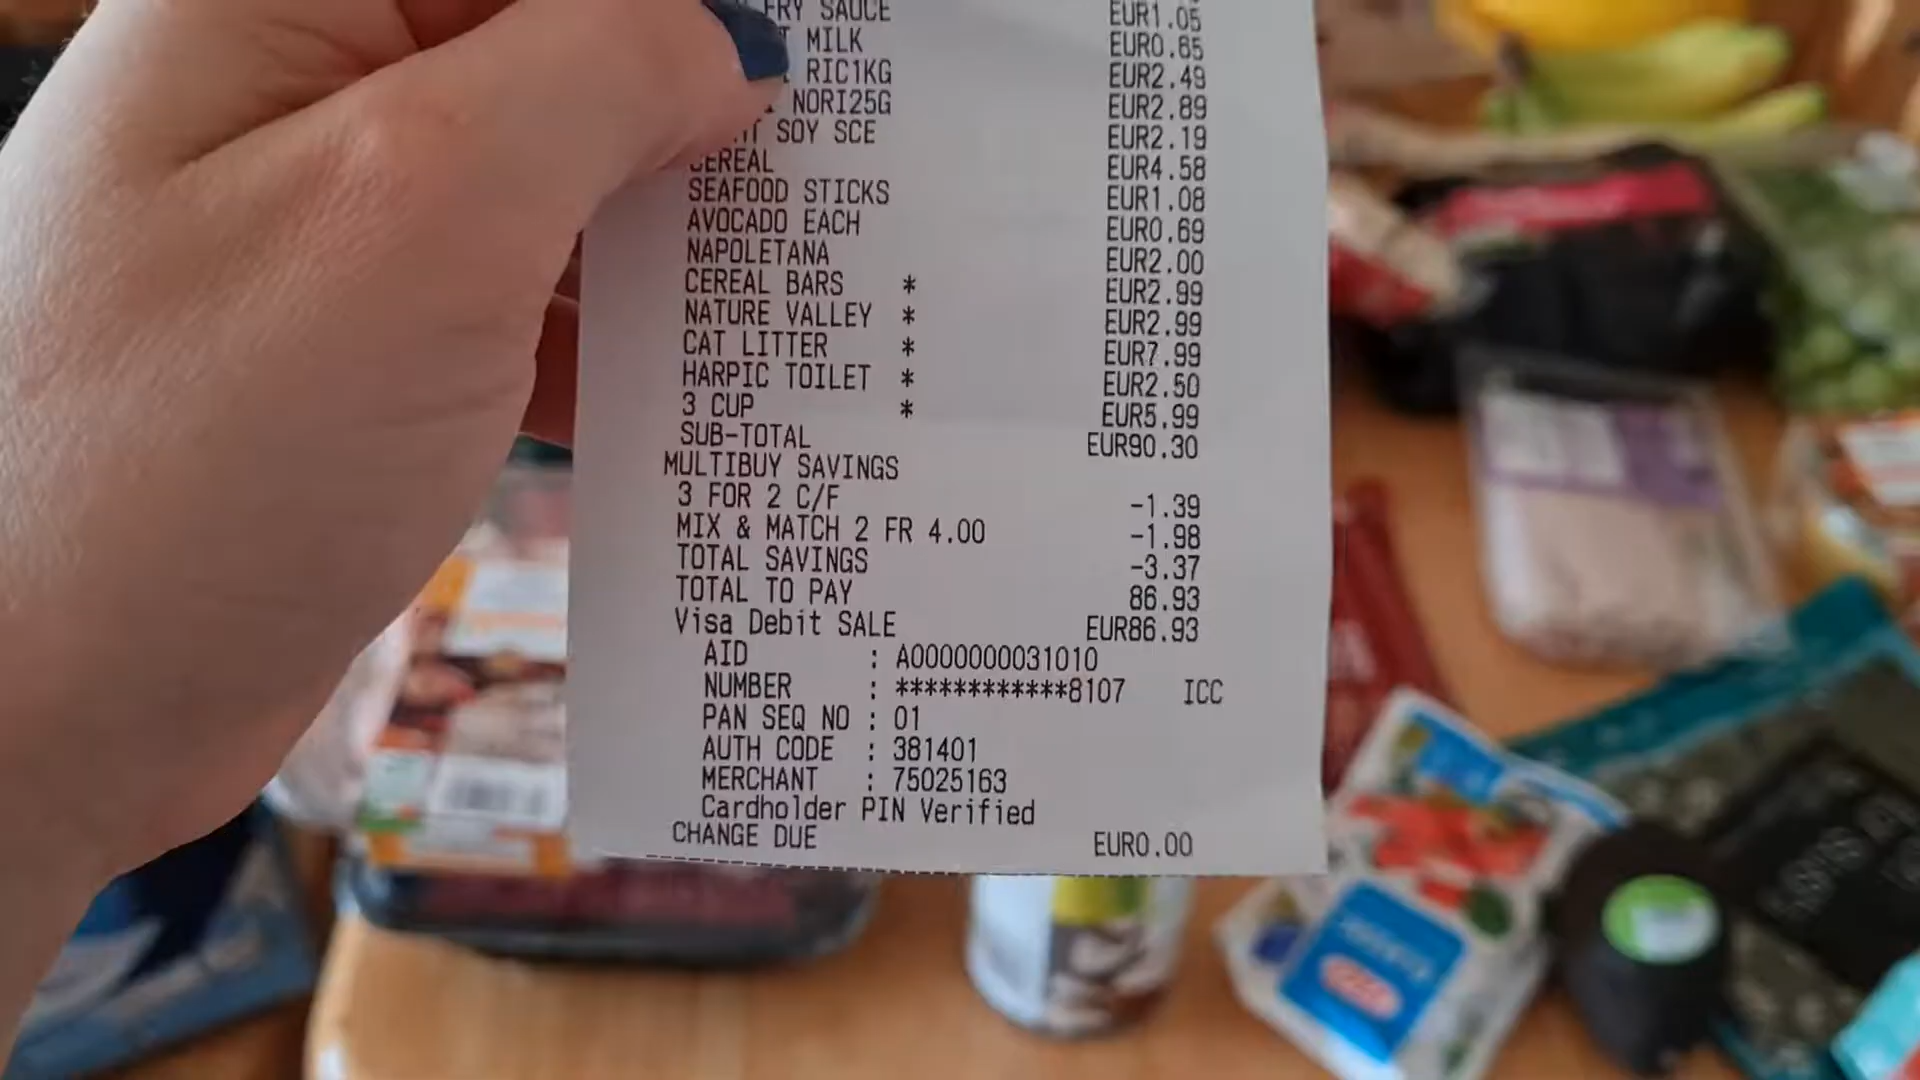 FRY SAUCE EUR1.05
MILK EUR0.65
RIC1KG EUR2.49
NORI25G EUR2.89
SOY SCE EUR2.19
CEREAL EUR4.58
SEAFOOD STICKS EUR1.08
AVOCADO EACH EUR0.69
NAPOLETANA EUR2.00
CEREAL BARS * EUR2.99
NATURE VALLEY * EUR2.99
CAT LITTER * EUR7.99
HARPIC TOILET * EUR2.50
3 CUP * EUR5.99
SUB-TOTAL EUR90.30
MULTIBUY SAVINGS
3 FOR 2 C/F -1.39
MIX & MATCH 2 FR 4.00 -1.98
TOTAL SAVINGS -3.37
TOTAL TO PAY 86.93
Visa Debit SALE EUR86.93
AID : A0000000031010
NUMBER : ************8107 ICC
PAN SEQ NO : 01
AUTH CODE : 381401
MERCHANT : 75025163
Cardholder PIN Verified
CHANGE DUE EUR0.00